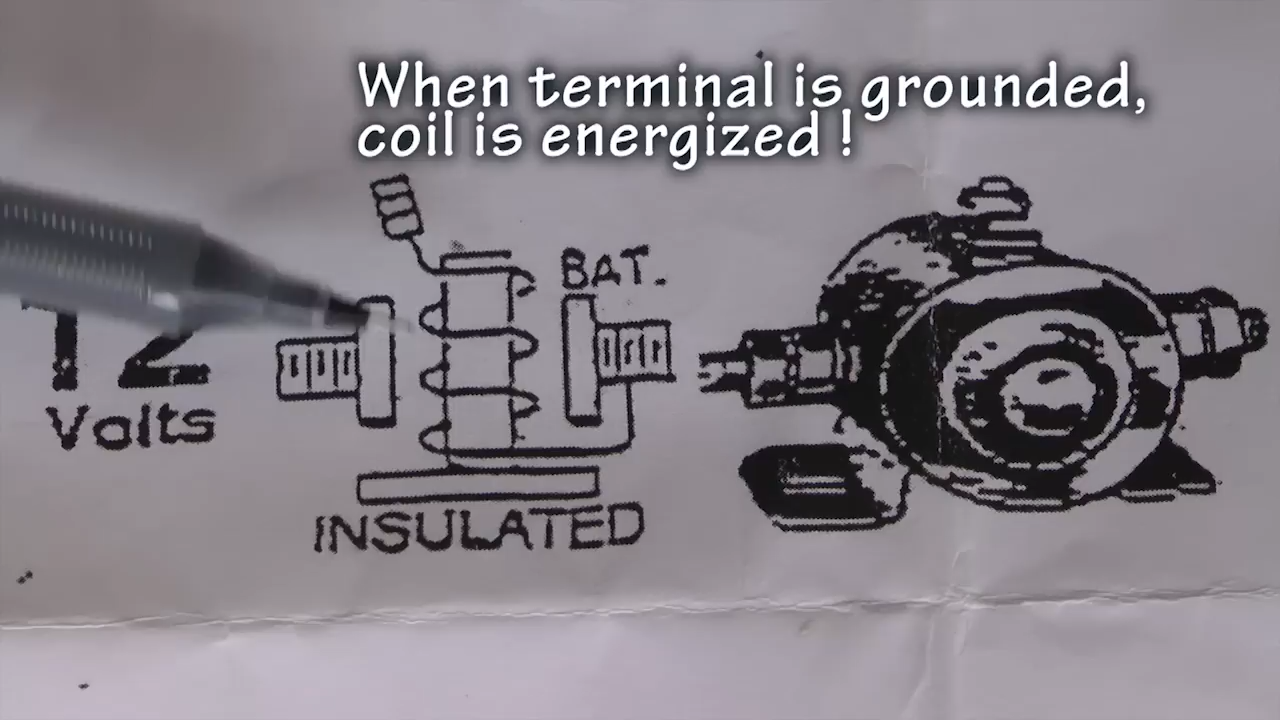 When terminal is grounded,
coil is energized !
BAT.
12
Volts
INSULATED